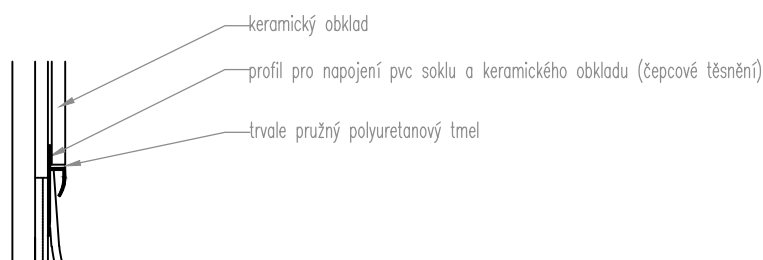 keramický obklad
profil pro napojení pvc soklu a keramického obkladu (čepcové těsnění)
trvale pružný polyuretanový tmel